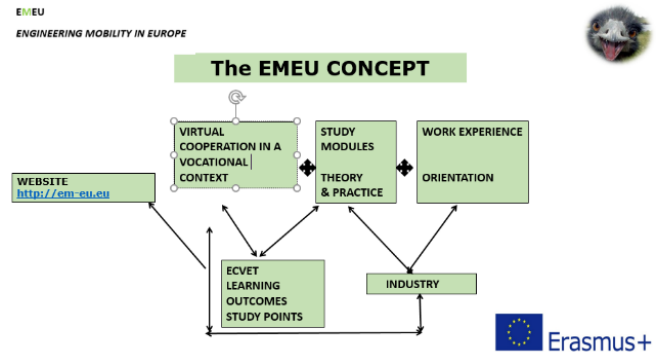 EMEU
ENGINEERING MOBILITY IN EUROPE
The EMEU CONCEPT
VIRTUAL
COOPERATION IN A
VOCATIONAL
CONTEXT
STUDY
MODULES
THEORY
& PRACTICE
WORK EXPERIENCE
ORIENTATION
WEBSITE
http://em-eu.eu
ECVET
LEARNING
OUTCOMES
STUDY POINTS
INDUSTRY
Erasmus+